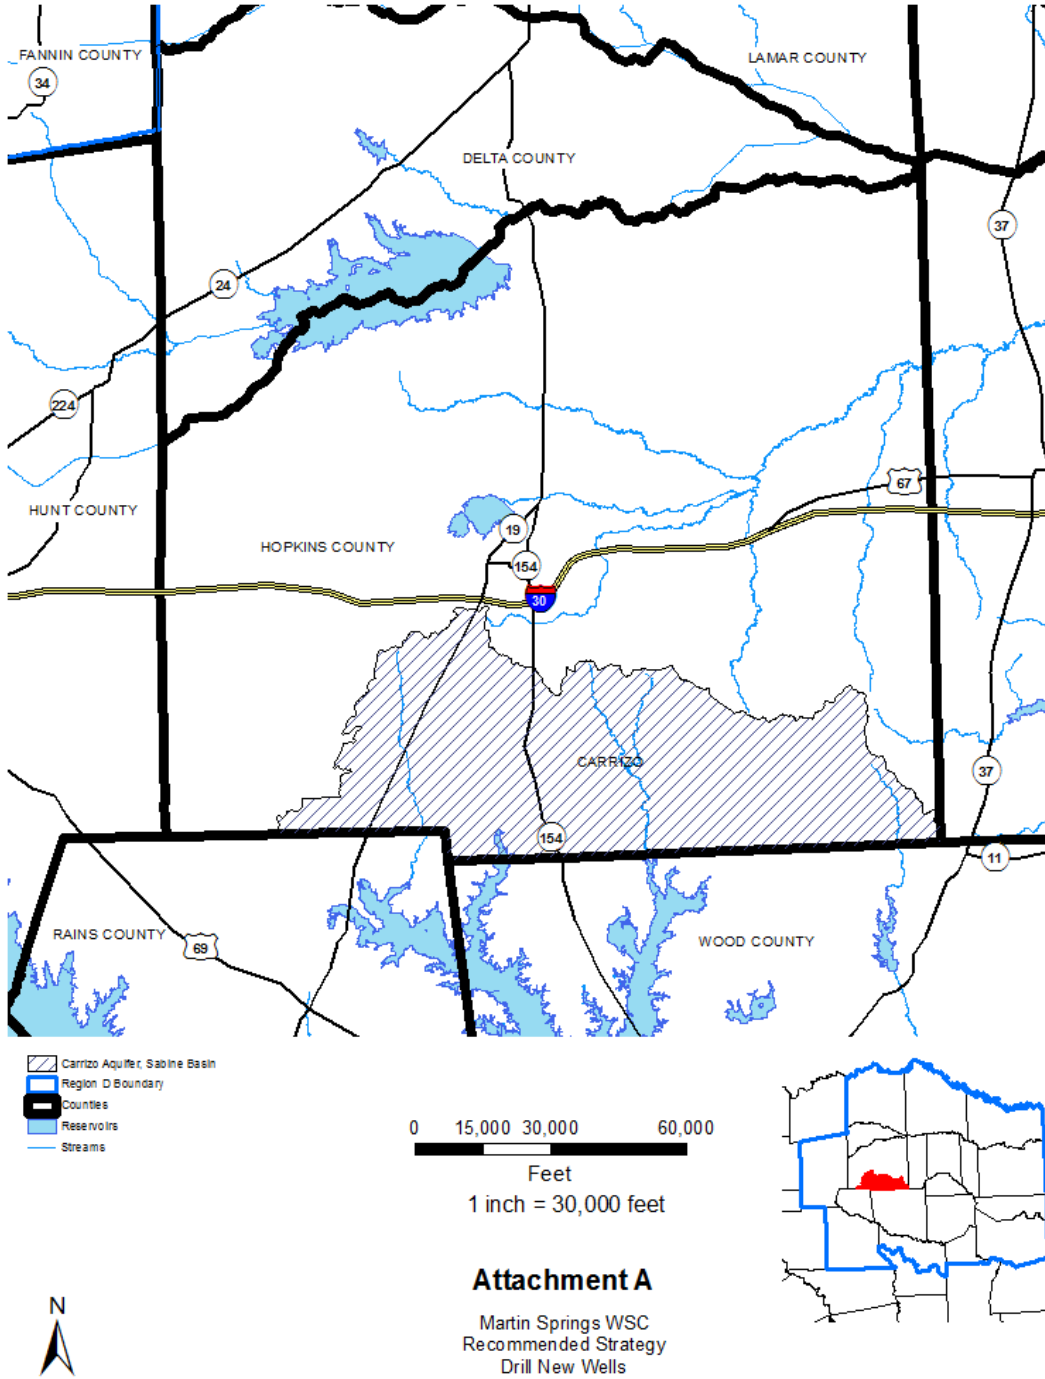 FANNIN COUNTY
LAMAR COUNTY
34
DELTA COUNTY
37
24
224
67
HUNT COUNTY
19
HOPKINS COUNTY
154
30
CARRIZO
37
154
11
RAINS COUNTY
69
WOOD COUNTY
Carrizo Aquifer, Sabine Basin
Region D Boundary
Counties
Reservoirs
Streams
0 15,000 30,000 60,000
Feet
1 inch = 30,000 feet
Attachment A
Martin Springs WSC
Recommended Strategy
Drill New Wells
N